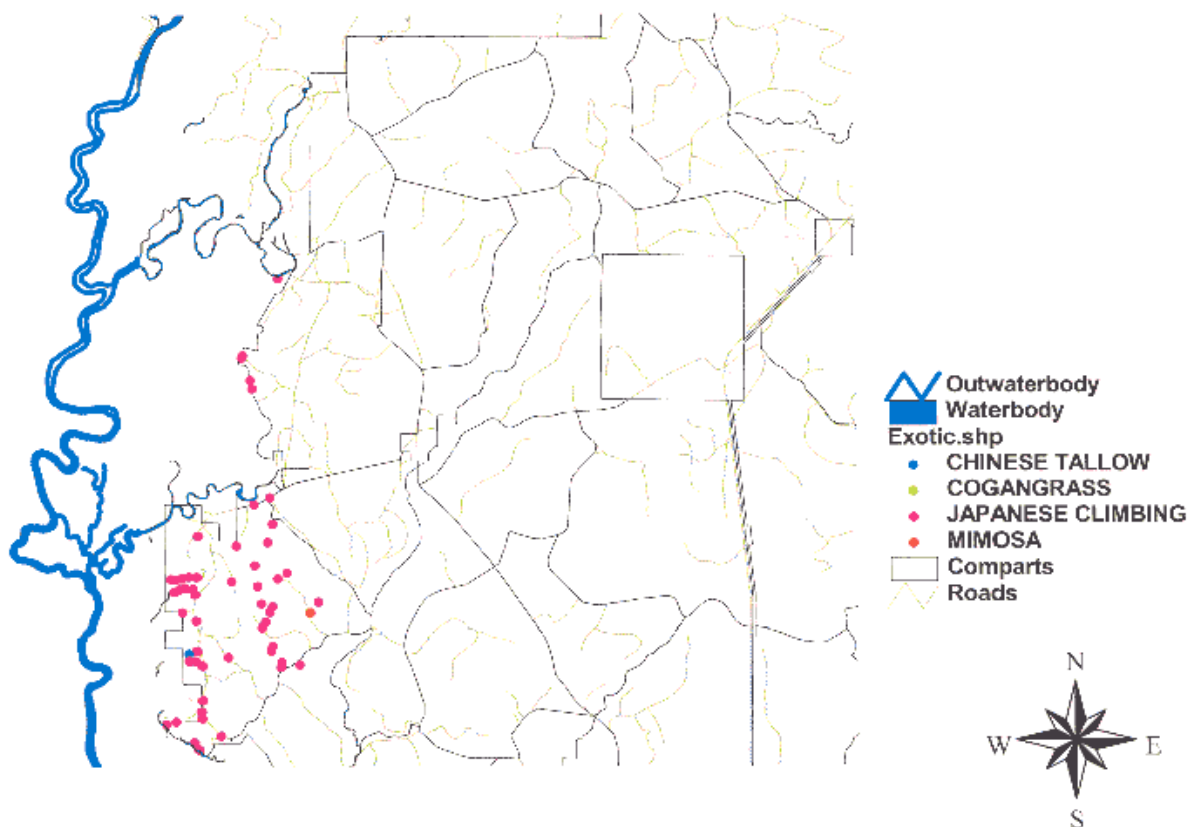 Outwaterbody
Waterbody
Exotic.shp
CHINESE TALLOW
COGANGRASS
JAPANESE CLIMBING
MIMOSA
Comparts
Roads
N
W E
S